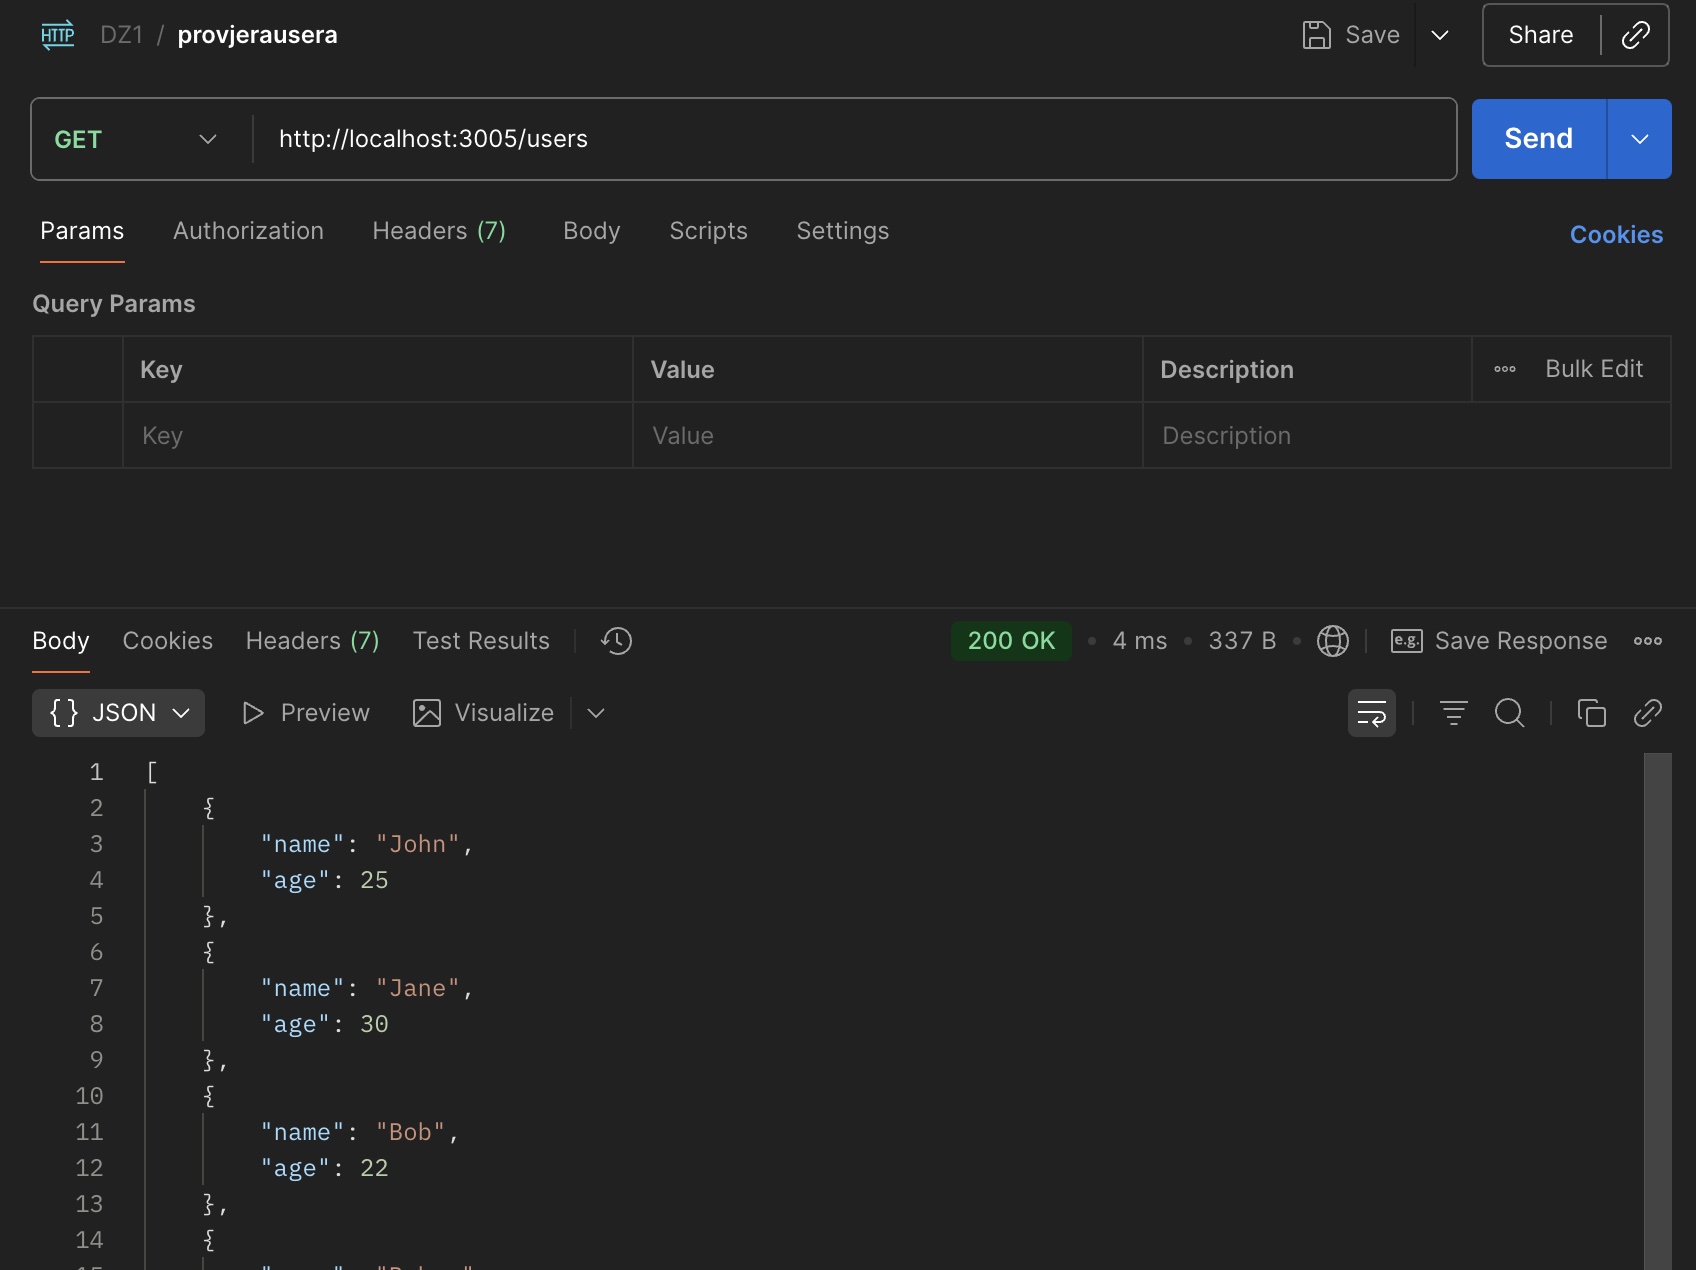 HTTP DZ1 / provjerausera Save Share
GET http://localhost:3005/users Send
Params Authorization Headers (7) Body Scripts Settings Cookies
Query Params
Key Value Description Bulk Edit
Key Value Description
Body Cookies Headers (7) Test Results 200 OK • 4 ms • 337 B • e.g. Save Response
{} JSON Preview Visualize
1 [
2 {
3 "name": "John",
4 "age": 25
5 },
6 {
7 "name": "Jane",
8 "age": 30
9 },
10 {
11 "name": "Bob",
12 "age": 22
13 },
14 {